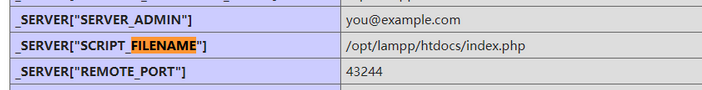 _SERVER["SERVER_ADMIN"] you@example.com
_SERVER["SCRIPT_FILENAME"] /opt/lampp/htdocs/index.php
_SERVER["REMOTE_PORT"] 43244